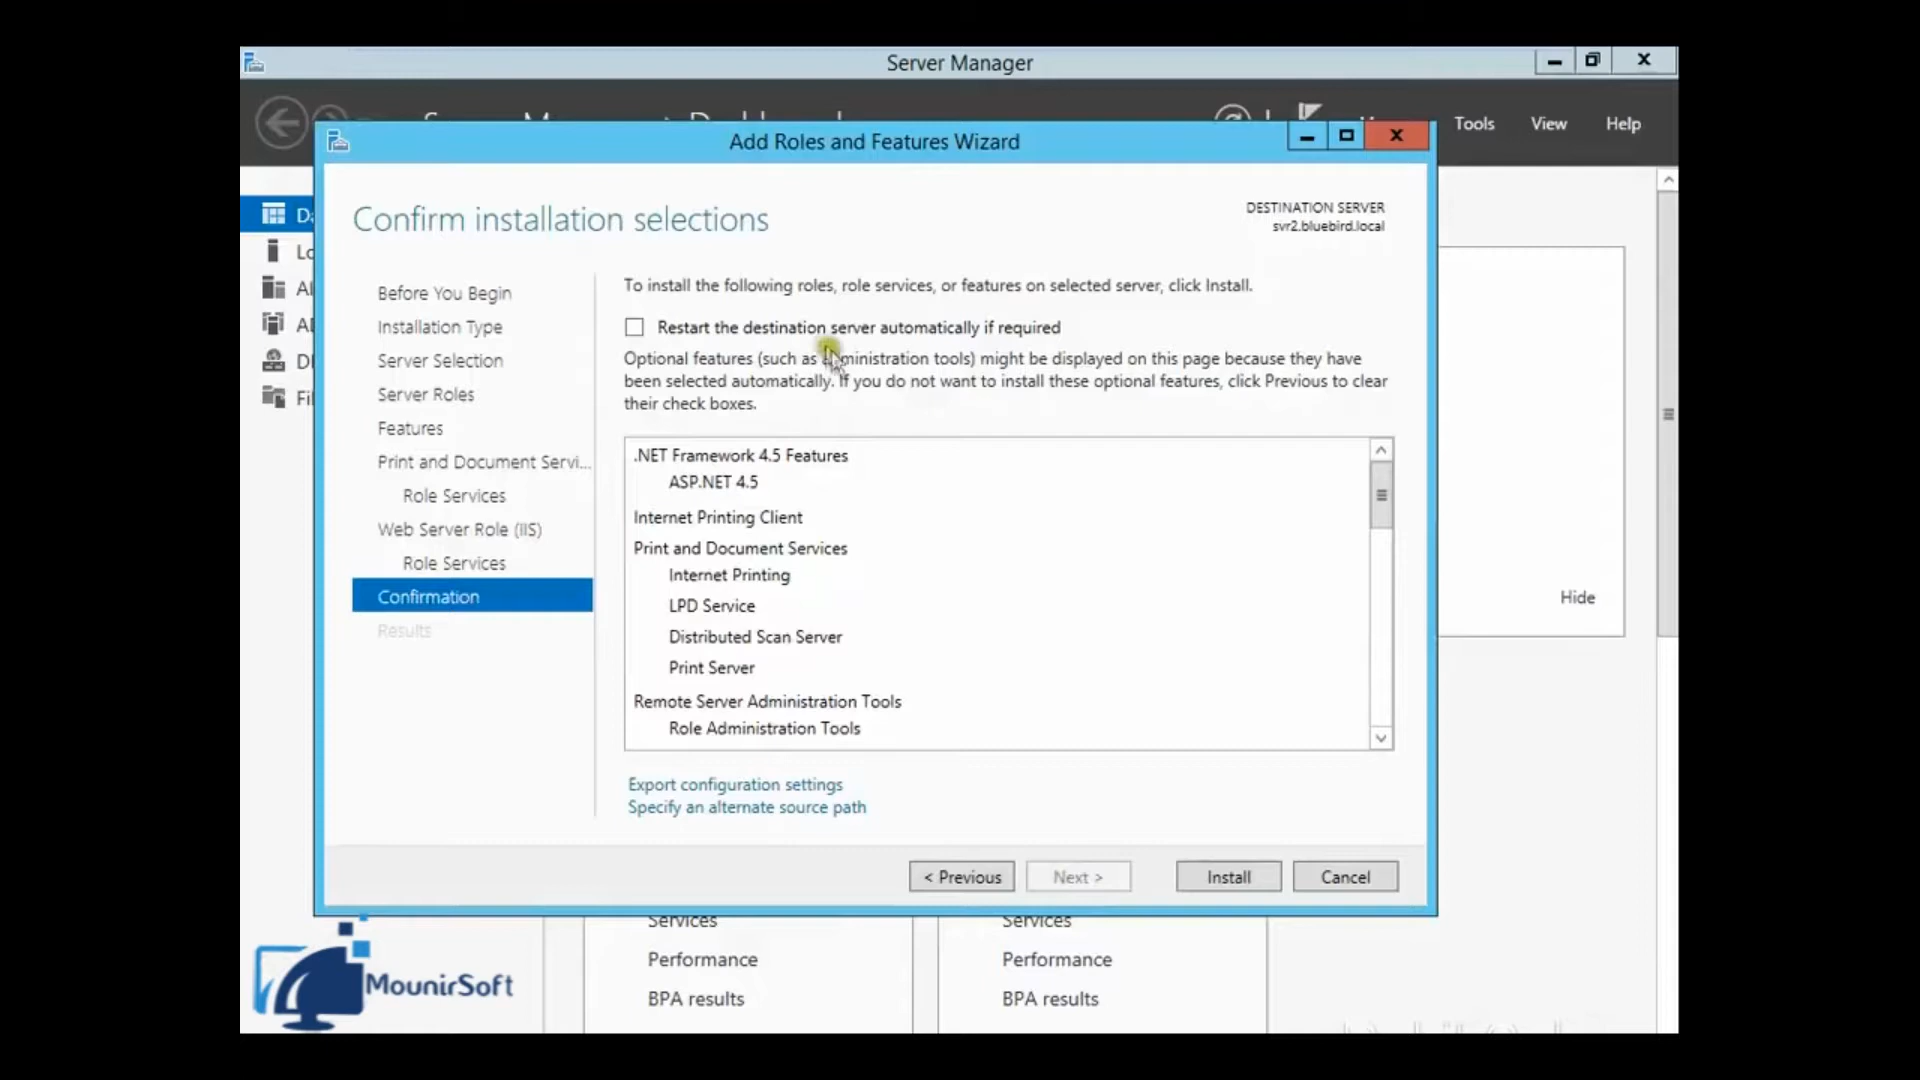 Server Manager
Tools
View
Help
Add Roles and Features Wizard
Confirm installation selections
DESTINATION SERVER
svr2.bluebird.local
Before You Begin
Installation Type
Server Selection
Server Roles
Features
Print and Document Servi...
Role Services
Web Server Role (IIS)
Role Services
Confirmation
Results
To install the following roles, role services, or features on selected server, click Install.
Restart the destination server automatically if required
Optional features (such as administration tools) might be displayed on this page because they have
been selected automatically. If you do not want to install these optional features, click Previous to clear
their check boxes.
.NET Framework 4.5 Features
ASP.NET 4.5
Internet Printing Client
Print and Document Services
Internet Printing
LPD Service
Distributed Scan Server
Print Server
Remote Server Administration Tools
Role Administration Tools
Export configuration settings
Specify an alternate source path
< Previous
Next >
Install
Cancel
Hide
Services
Performance
BPA results
Services
Performance
BPA results
MounirSoft